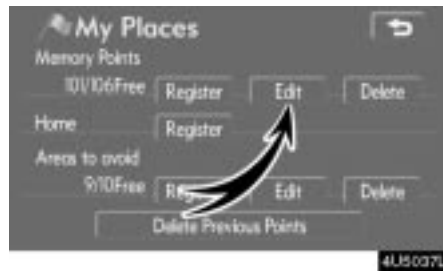 My Places
Memory Points
101/106Free Register Edit Delete
Home Register
Areas to avoid
9/10Free Edit Delete
Delete Previous Points
4U5037L